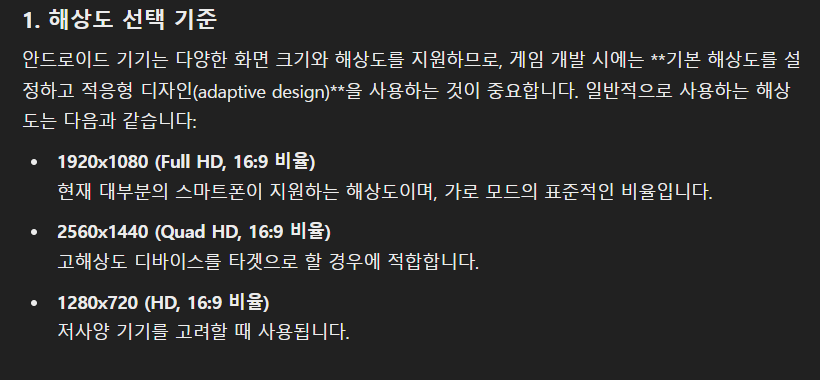 1. 해상도 선택 기준
안드로이드 기기는 다양한 화면 크기와 해상도를 지원하므로, 게임 개발 시에는 **기본 해상도를 설
정하고 적응형 디자인(adaptive design)**을 사용하는 것이 중요합니다. 일반적으로 사용하는 해상
도는 다음과 같습니다:
• 1920x1080 (Full HD, 16:9 비율)
현재 대부분의 스마트폰이 지원하는 해상도이며, 가로 모드의 표준적인 비율입니다.
• 2560x1440 (Quad HD, 16:9 비율)
고해상도 디바이스를 타겟으로 할 경우에 적합합니다.
• 1280x720 (HD, 16:9 비율)
저사양 기기를 고려할 때 사용됩니다.